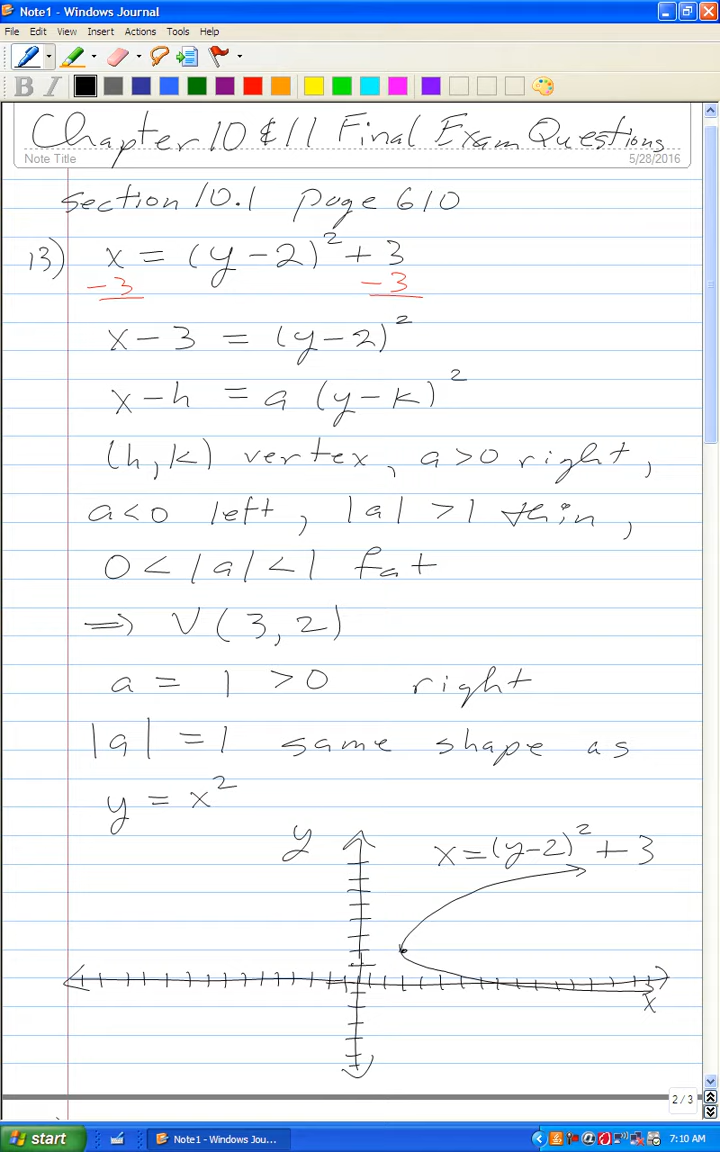 Note1 - Windows Journal
File Edit View Insert Actions Tools Help
B I
Chapter 10 & 11 Final Exam Questions
Note Title 5/28/2016
section 10.1 page 610
13) x = (y-2)² + 3
-3 -3
x - 3 = (y-2)²
x - h = a (y-k)²
(h,k) vertex, a>0 right,
a<0 left, |a| >1 thin,
0 < |a| <1 fat
⇒ V(3,2)
a = 1 >0 right
|a| = 1 same shape as
y = x²
y x=(y-2)² + 3
x
2 / 3
start Note1 - Windows Jou... 7:10 AM